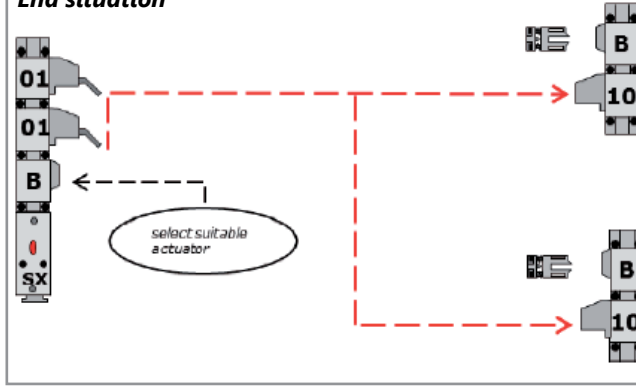 End situation
01
01
B
SX
select suitable
actuator
B
10
B
10